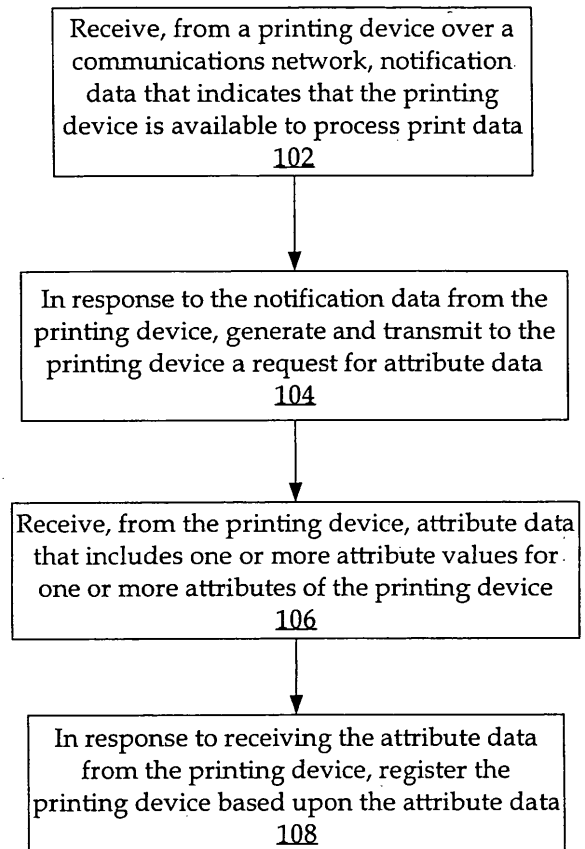 Receive, from a printing device over a
communications network, notification
data that indicates that the printing
device is available to process print data
102
In response to the notification data from the
printing device, generate and transmit to the
printing device a request for attribute data
104
Receive, from the printing device, attribute data
that includes one or more attribute values for
one or more attributes of the printing device
106
In response to receiving the attribute data
from the printing device, register the
printing device based upon the attribute data
108